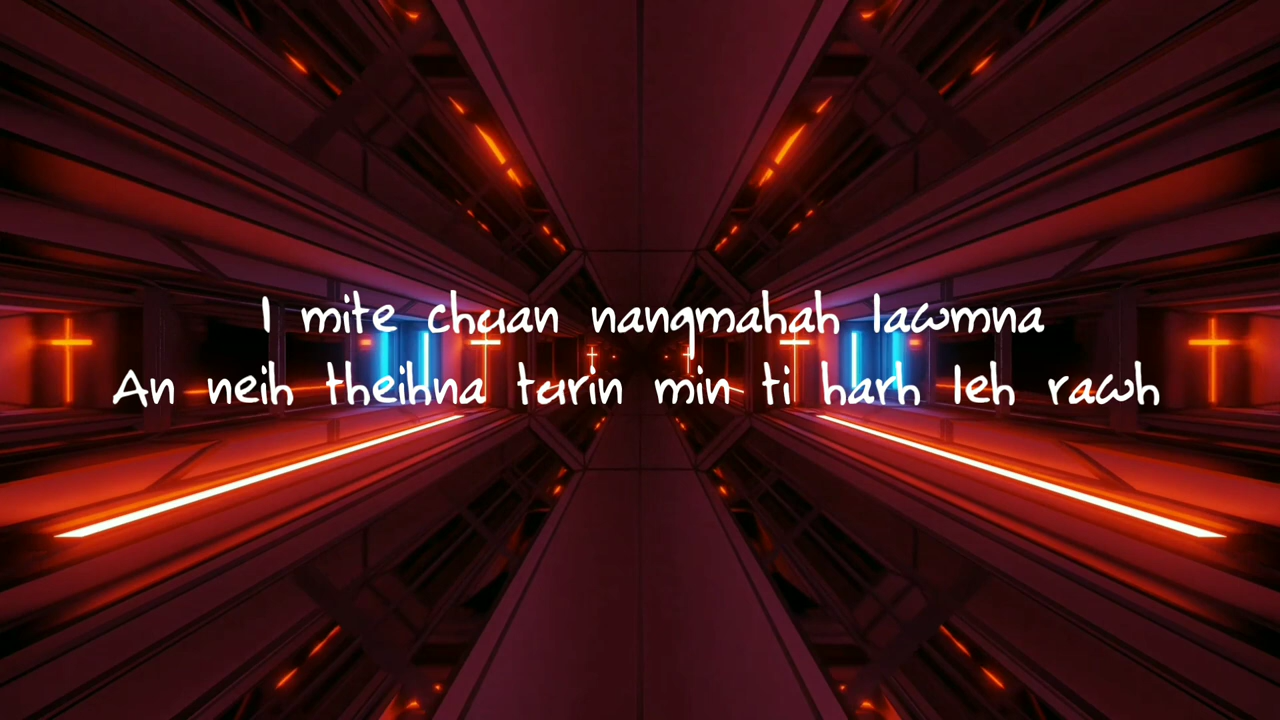 I mite chuan nangmahah lawmna
An neih theihna turin min ti harh leh rawh